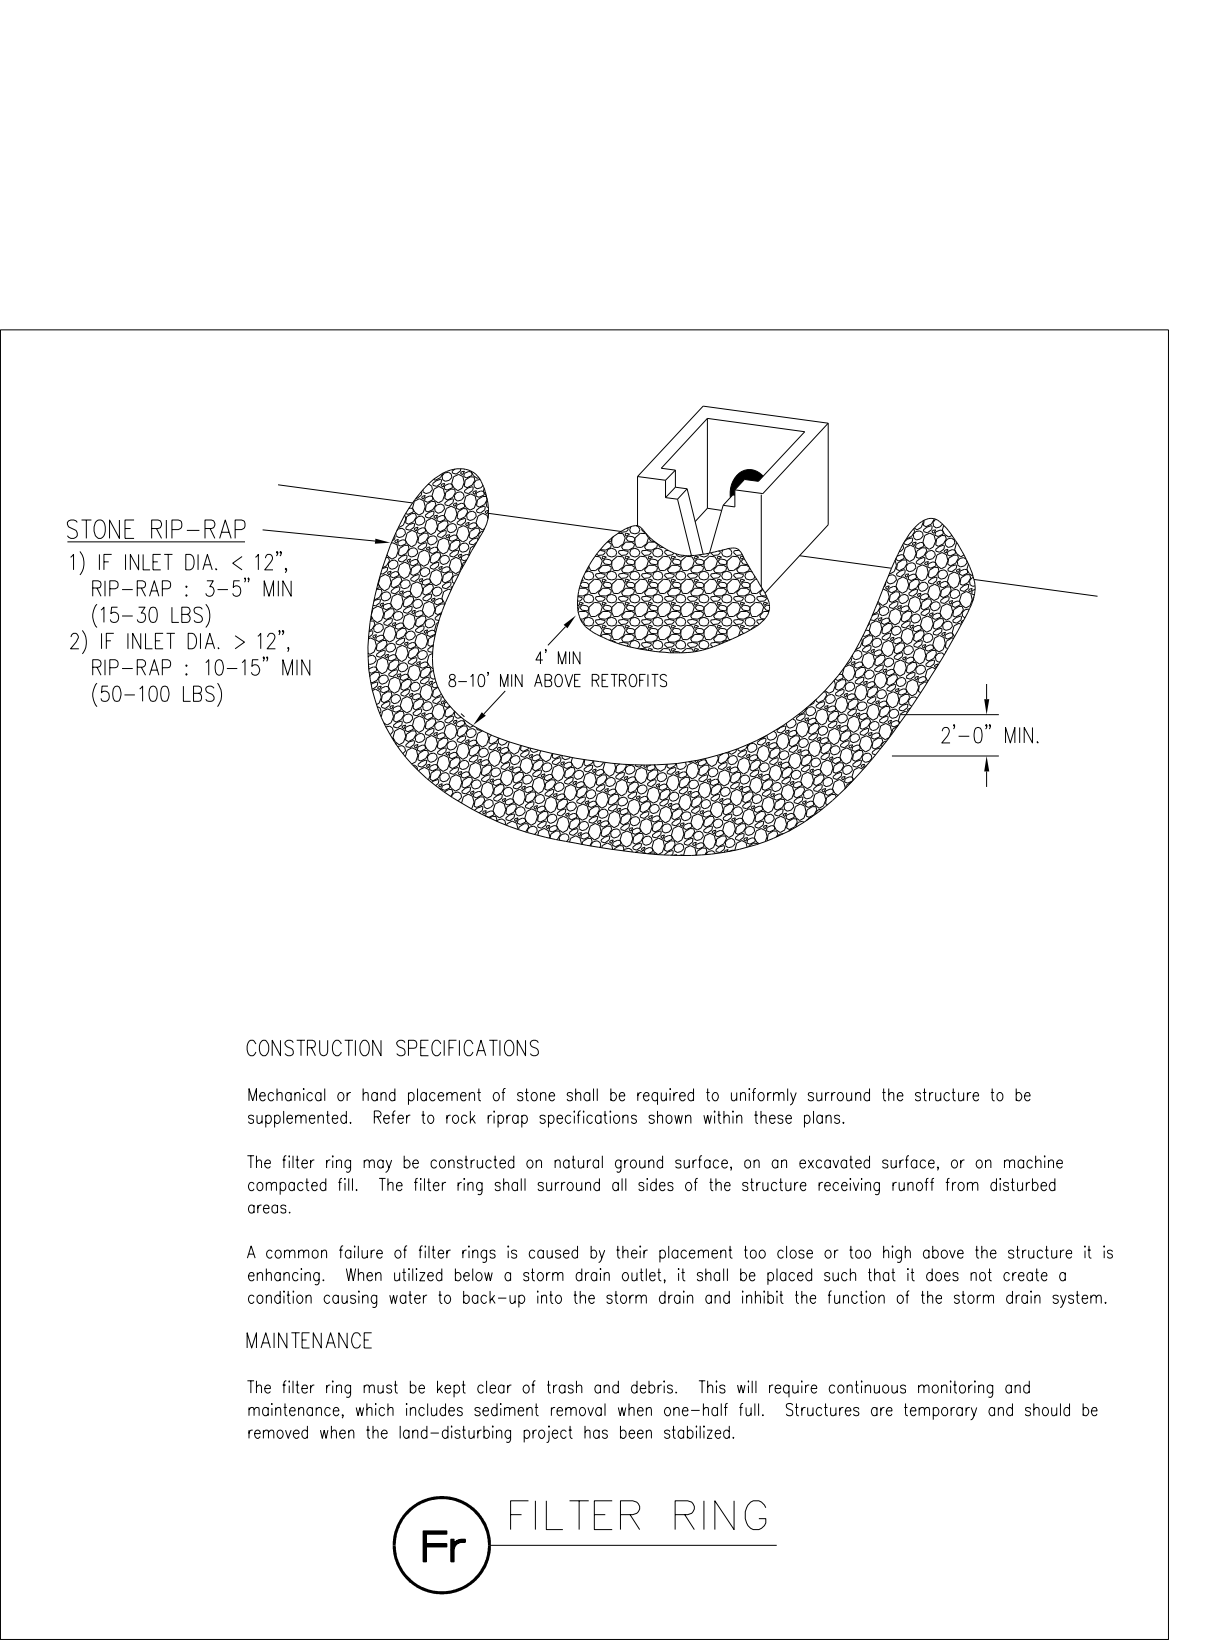 STONE RIP-RAP
1) IF INLET DIA. < 12",
RIP-RAP : 3-5" MIN
(15-30 LBS)
2) IF INLET DIA. > 12",
RIP-RAP : 10-15" MIN
(50-100 LBS)
4' MIN
8-10' MIN ABOVE RETROFITS
2'-0" MIN.
CONSTRUCTION SPECIFICATIONS
Mechanical or hand placement of stone shall be required to uniformly surround the structure to be
supplemented. Refer to rock riprap specifications shown within these plans.
The filter ring may be constructed on natural ground surface, on an excavated surface, or on machine
compacted fill. The filter ring shall surround all sides of the structure receiving runoff from disturbed
areas.
A common failure of filter rings is caused by their placement too close or too high above the structure it is
enhancing. When utilized below a storm drain outlet, it shall be placed such that it does not create a
condition causing water to back-up into the storm drain and inhibit the function of the storm drain system.
MAINTENANCE
The filter ring must be kept clear of trash and debris. This will require continuous monitoring and
maintenance, which includes sediment removal when one-half full. Structures are temporary and should be
removed when the land-disturbing project has been stabilized.
Fr
FILTER RING